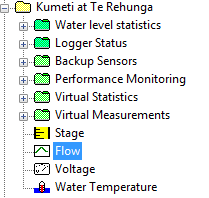 Kumeti at Te Rehunga
Water level statistics
Logger Status
Backup Sensors
Performance Monitoring
Virtual Statistics
Virtual Measurements
Stage
Flow
Voltage
Water Temperature